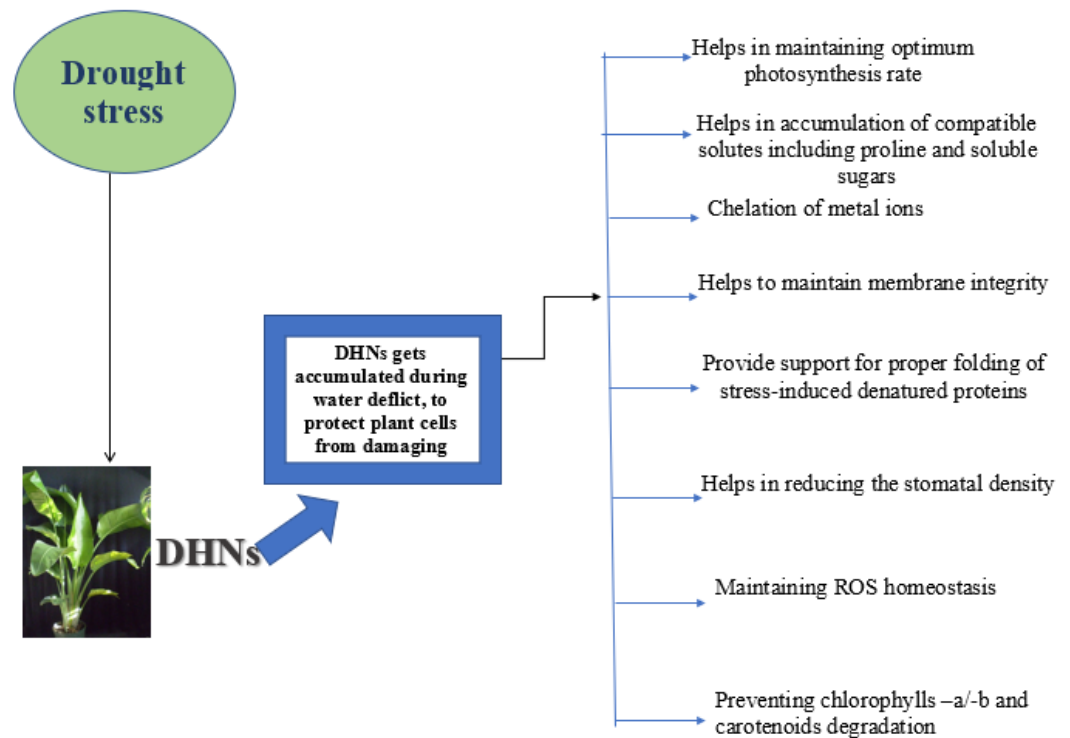 Drought
stress
DHNs
DHNs gets
accumulated during
water deflict, to
protect plant cells
from damaging
Helps in maintaining optimum
photosynthesis rate
Helps in accumulation of compatible
solutes including proline and soluble
sugars
Chelation of metal ions
Helps to maintain membrane integrity
Provide support for proper folding of
stress-induced denatured proteins
Helps in reducing the stomatal density
Maintaining ROS homeostasis
Preventing chlorophylls –a/-b and
carotenoids degradation